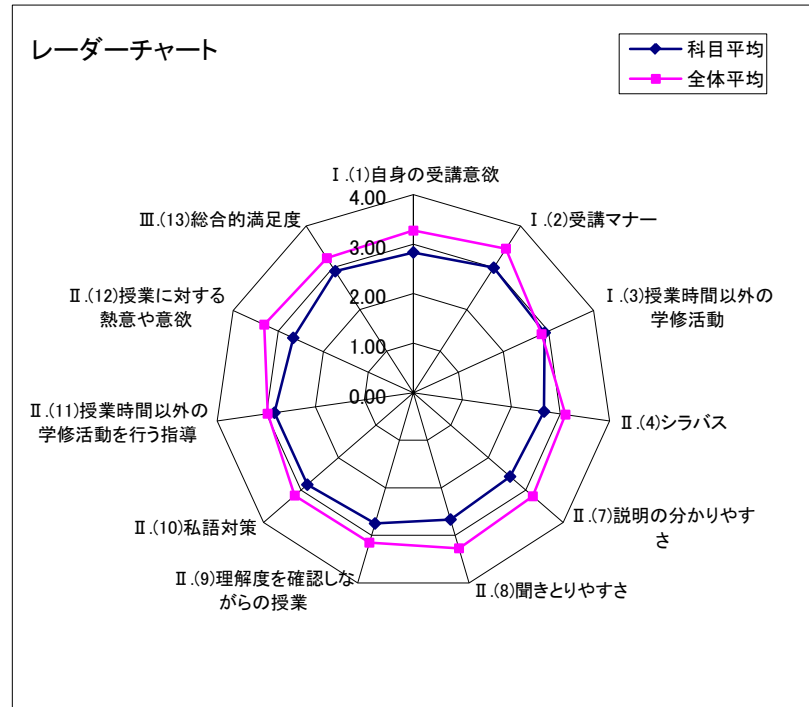 レーダーチャート
科目平均
全体平均
Ⅰ.(1)自身の受講意欲
Ⅰ.(2)受講マナー
Ⅰ.(3)授業時間以外の
学修活動
Ⅱ.(4)シラバス
Ⅱ.(7)説明の分かりやす
さ
Ⅱ.(8)聞きとりやすさ
Ⅱ.(9)理解度を確認しな
がらの授業
Ⅱ.(10)私語対策
Ⅱ.(11)授業時間以外の
学修活動を行う指導
Ⅱ.(12)授業に対する
熱意や意欲
Ⅲ.(13)総合的満足度
4.00
3.00
2.00
1.00
0.00